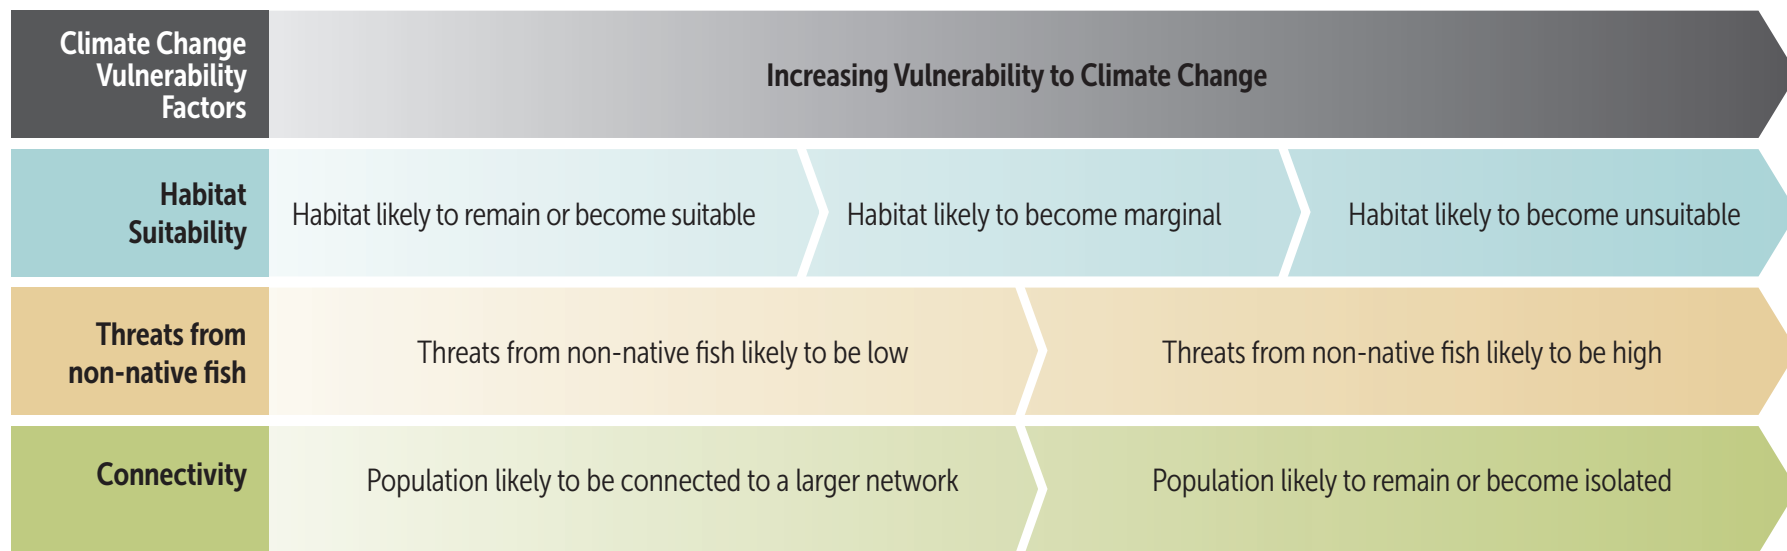 Climate Change
Vulnerability
Factors
Increasing Vulnerability to Climate Change
Habitat
Suitability
Habitat likely to remain or become suitable
Habitat likely to become marginal
Habitat likely to become unsuitable
Threats from
non-native fish
Threats from non-native fish likely to be low
Threats from non-native fish likely to be high
Connectivity
Population likely to be connected to a larger network
Population likely to remain or become isolated